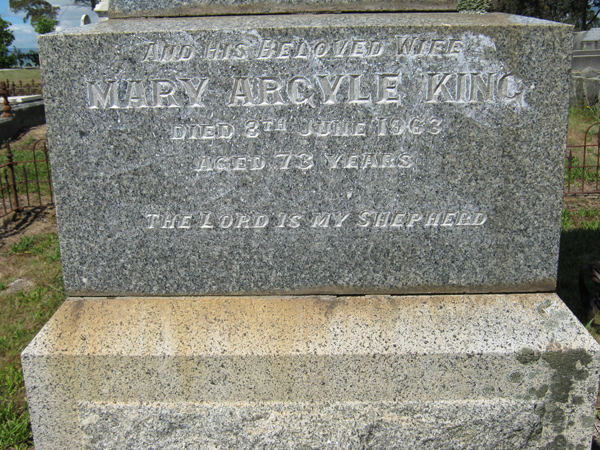 And His Beloved Wife
MARY ARGYLE KING
DIED 8TH JUNE 1963
AGED 73 YEARS
THE LORD IS MY SHEPHERD